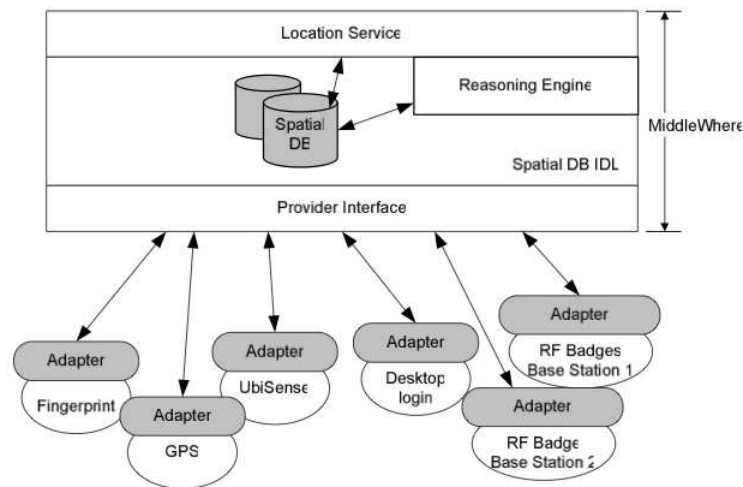 Location Service
Reasoning Engine
Spatial
DB
MiddleWhere
Spatial DB IDL
Provider Interface
Adapter
Fingerprint
Adapter
GPS
Adapter
UbiSense
Adapter
Desktop
login
Adapter
RF Badges
Base Station 1
Adapter
RF Badge
Base Station 2